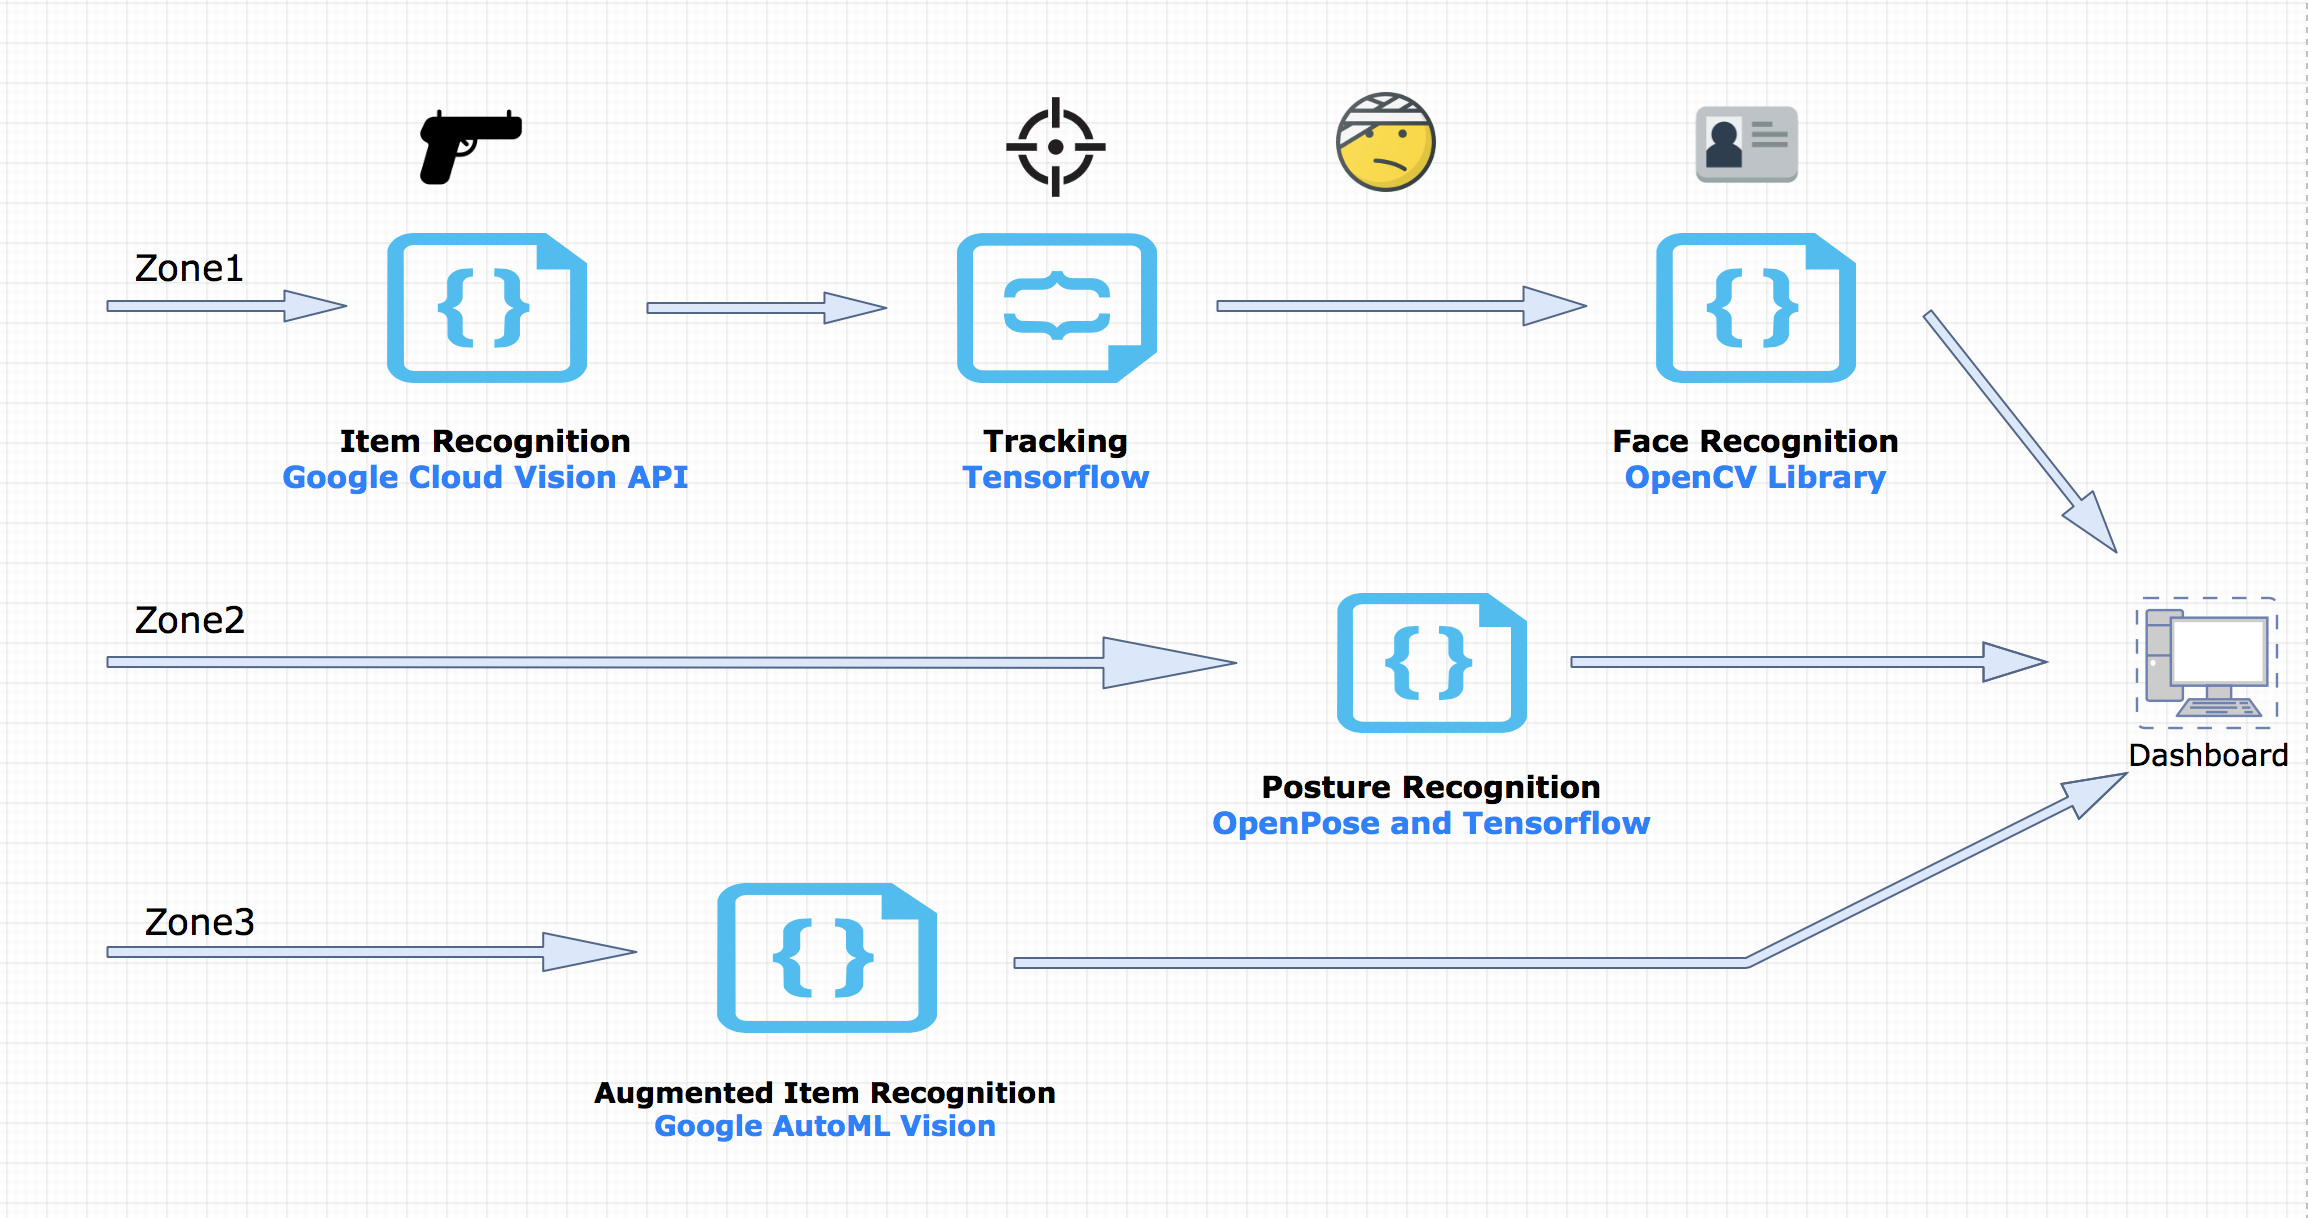 Zone1
Item Recognition
Google Cloud Vision API
Tracking
Tensorflow
Face Recognition
OpenCV Library
Zone2
Posture Recognition
OpenPose and Tensorflow
Dashboard
Zone3
Augmented Item Recognition
Google AutoML Vision